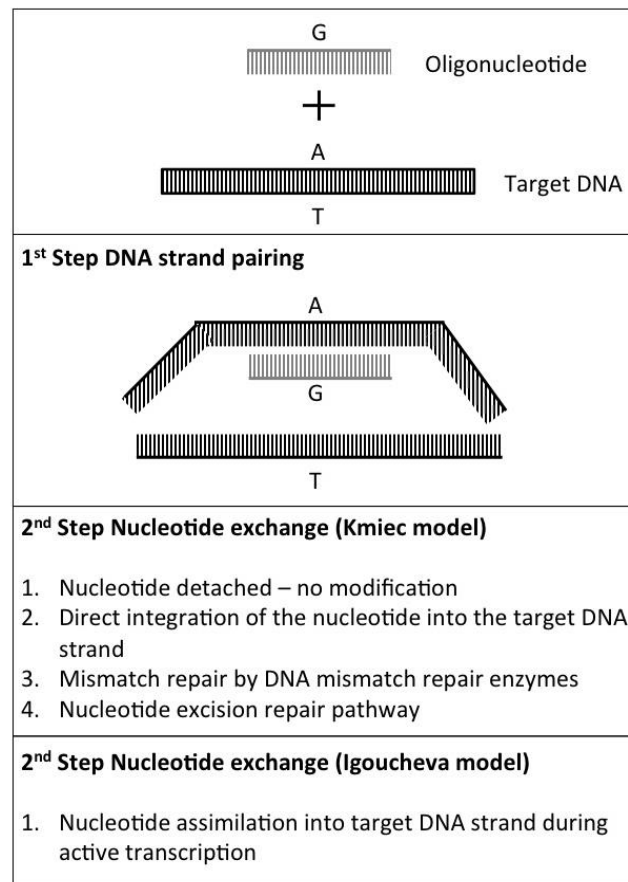 G
Oligonucleotide
+
A
Target DNA
T
1st Step DNA strand pairing
A
G
T
2nd Step Nucleotide exchange (Kmiec model)
1. Nucleotide detached – no modification
2. Direct integration of the nucleotide into the target DNA
strand
3. Mismatch repair by DNA mismatch repair enzymes
4. Nucleotide excision repair pathway
2nd Step Nucleotide exchange (Igoucheva model)
1. Nucleotide assimilation into target DNA strand during
active transcription